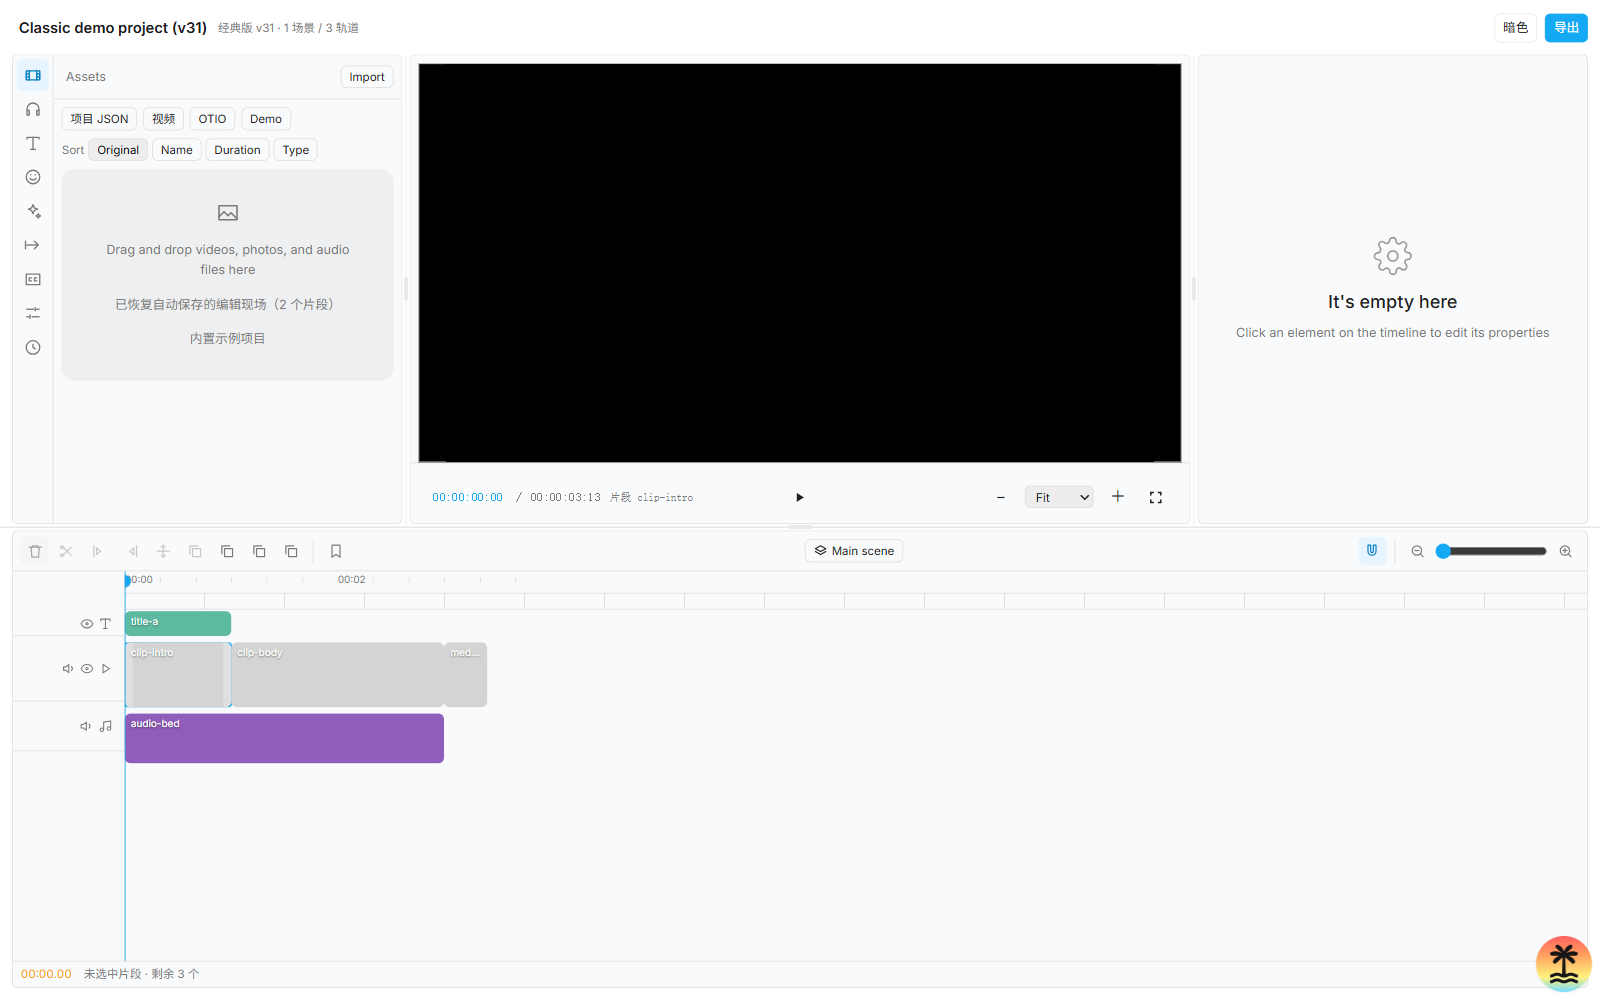 Classic demo project (v31) 经典版 v31 · 1 场景 / 3 轨道
暗色 导出
Assets Import
项目 JSON 视频 OTIO Demo
Sort Original Name Duration Type
Drag and drop videos, photos, and audio
files here
已恢复自动保存的编辑现场（2 个片段）
内置示例项目
It's empty here
Click an element on the timeline to edit its properties
00:00:00:00 / 00:00:03:13 片段 clip-intro
Fit
Main scene
0:00 00:02
title-a
clip-intro clip-body med...
audio-bed
00:00.00 未选中片段 · 剩余 3 个